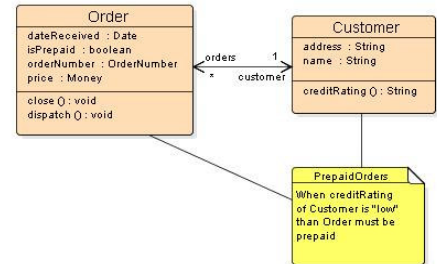 Order
dateReceived : Date
isPrepaid : boolean
orderNumber : OrderNumber
price : Money
close () : void
dispatch () : void
orders 1
* customer
Customer
address : String
name : String
creditRating () : String
PrepaidOrders
When creditRating
of Customer is "low"
than Order must be
prepaid